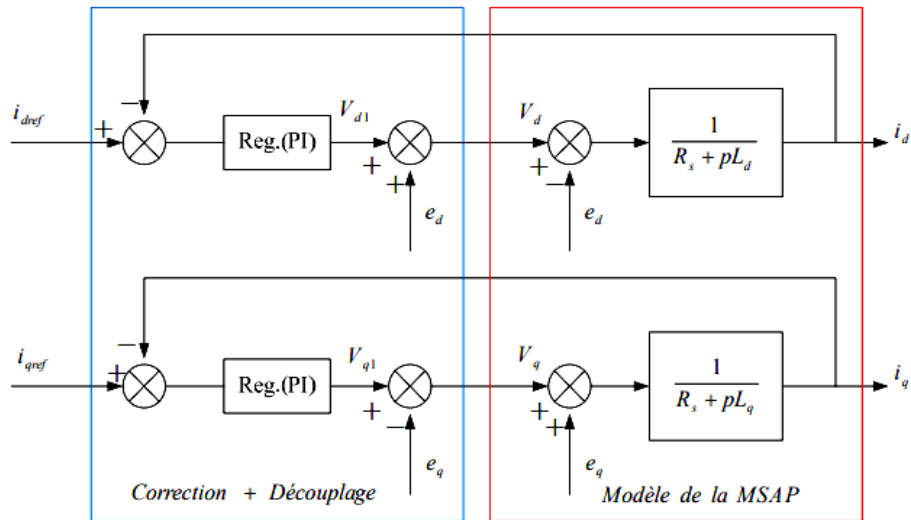 i_dref
+
−
Reg.(PI)
V_d1
+
+
e_d
V_d
+
−
e_d
1
R_s + pL_d
i_d
i_qref
+
−
Reg.(PI)
V_q1
+
−
e_q
V_q
+
+
e_q
1
R_s + pL_q
i_q
Correction + Découplage
Modèle de la MSAP